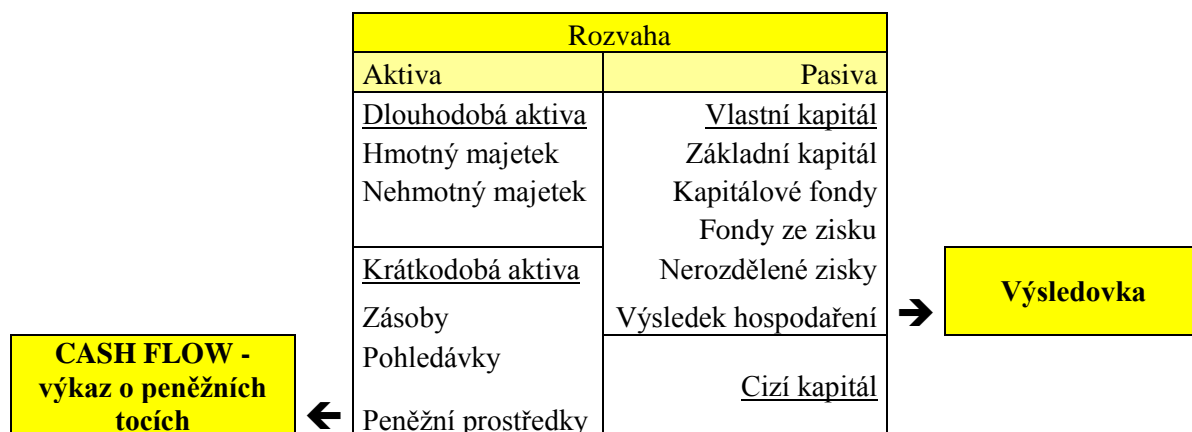 Rozvaha
Aktiva
Pasiva
Dlouhodobá aktiva
Hmotný majetek
Nehmotný majetek
Krátkodobá aktiva
Zásoby
Pohledávky
Peněžní prostředky
Vlastní kapitál
Základní kapitál
Kapitálové fondy
Fondy ze zisku
Nerozdělené zisky
Výsledek hospodaření
Cizí kapitál
Výsledovka
CASH FLOW -
výkaz o peněžních
tocích